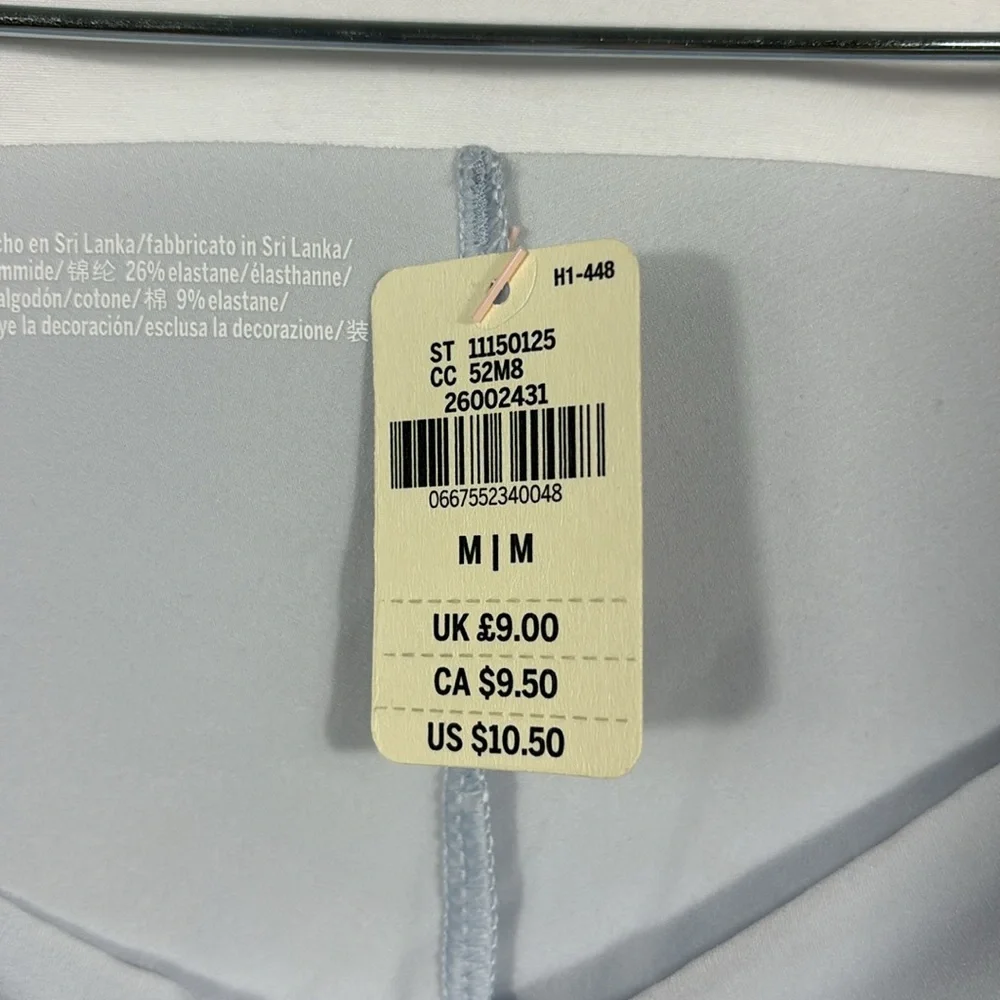 cho en Sri Lanka/fabbricato in Sri Lanka/
mmide/锦纶 26% elastane/élasthanne/
algodón/cotone/棉 9% elastane/
ye la decoración/esclusa la decorazione/装
H1-448
ST 11150125
CC 52M8
26002431
0667552340048
M | M
UK £9.00
CA $9.50
US $10.50